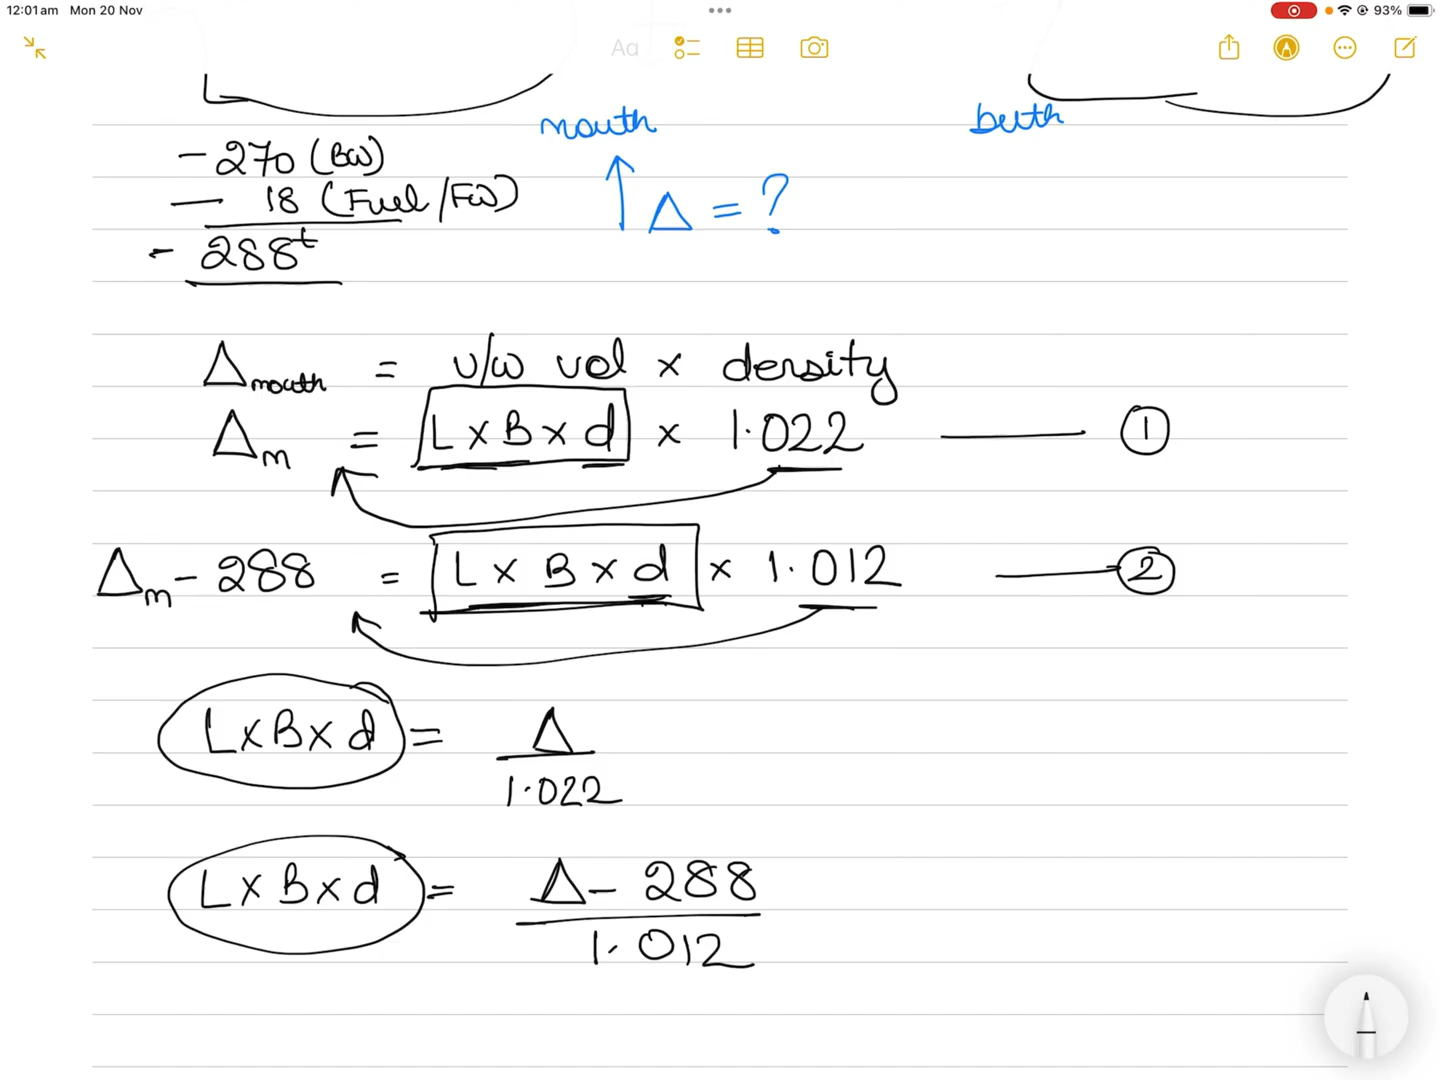 12:01am Mon 20 Nov
93%
Aa
mouth
berth
- 270 (BW)
- 18 (Fuel/FW)
- 288t
Δ = ?
Δmouth = u/w vol × density
Δm = L × B × d × 1.022 —— ①
Δm - 288 = L × B × d × 1.012 —— ②
L×B×d = Δ
1.022
L×B×d = Δ - 288
1.012